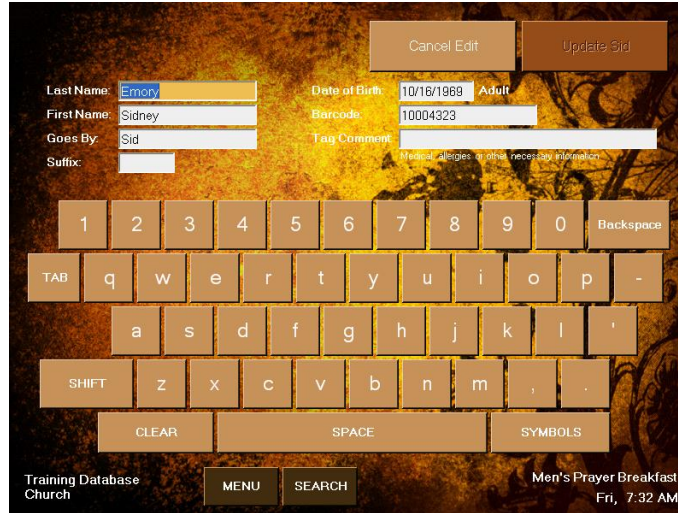 Cancel Edit
Update Sid
Last Name: Emory
Date of Birth: 10/16/1969 Adult
First Name: Sidney
Barcode: 10004323
Goes By: Sid
Tag Comment:
Suffix:
Medical, allergies or other necessary information
1 2 3 4 5 6 7 8 9 0 Backspace
TAB q w e r t y u i o p -
a s d f g h j k l '
SHIFT z x c v b n m , .
CLEAR SPACE SYMBOLS
Training Database
Church
MENU SEARCH
Men's Prayer Breakfast
Fri, 7:32 AM